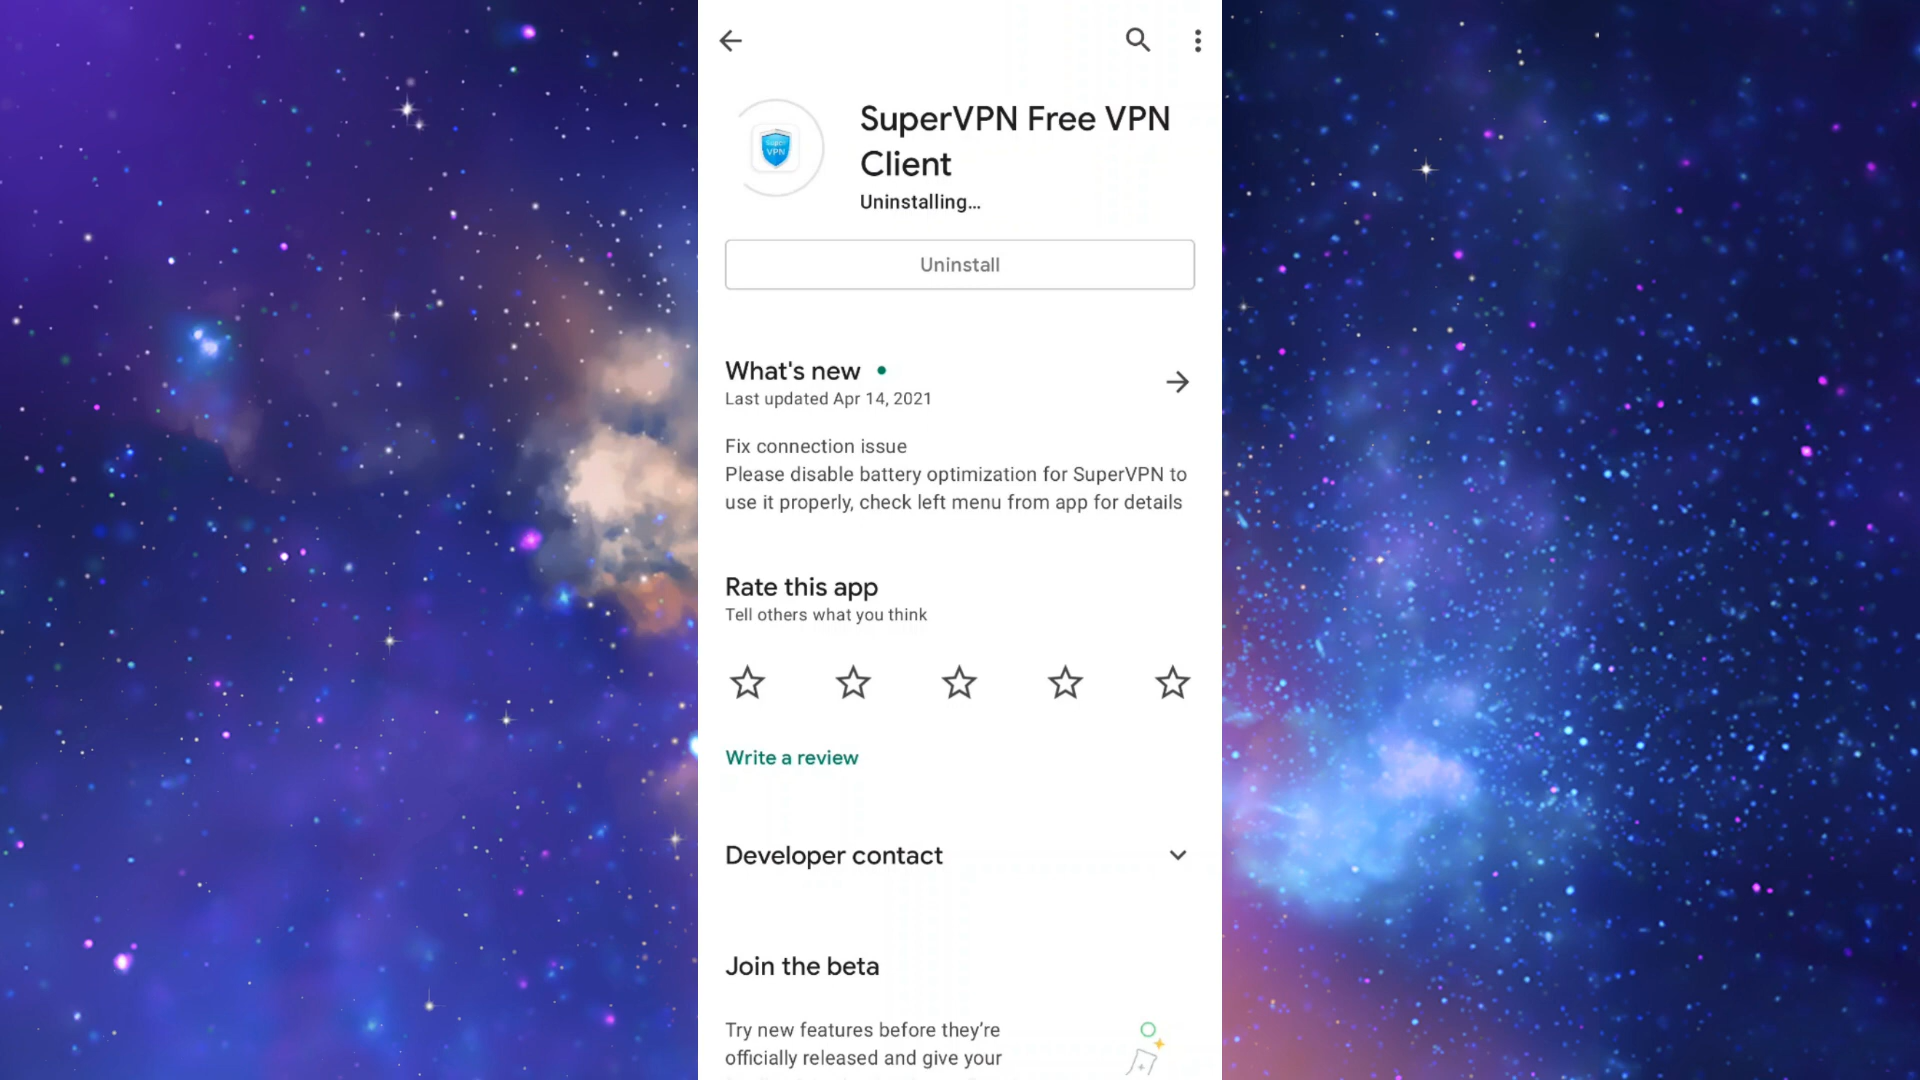 SuperVPN Free VPN
Client
Super
VPN
Uninstalling...
Uninstall
What's new
Last updated Apr 14, 2021
Fix connection issue
Please disable battery optimization for SuperVPN to
use it properly, check left menu from app for details
Rate this app
Tell others what you think
Write a review
Developer contact
Join the beta
Try new features before they're
officially released and give your